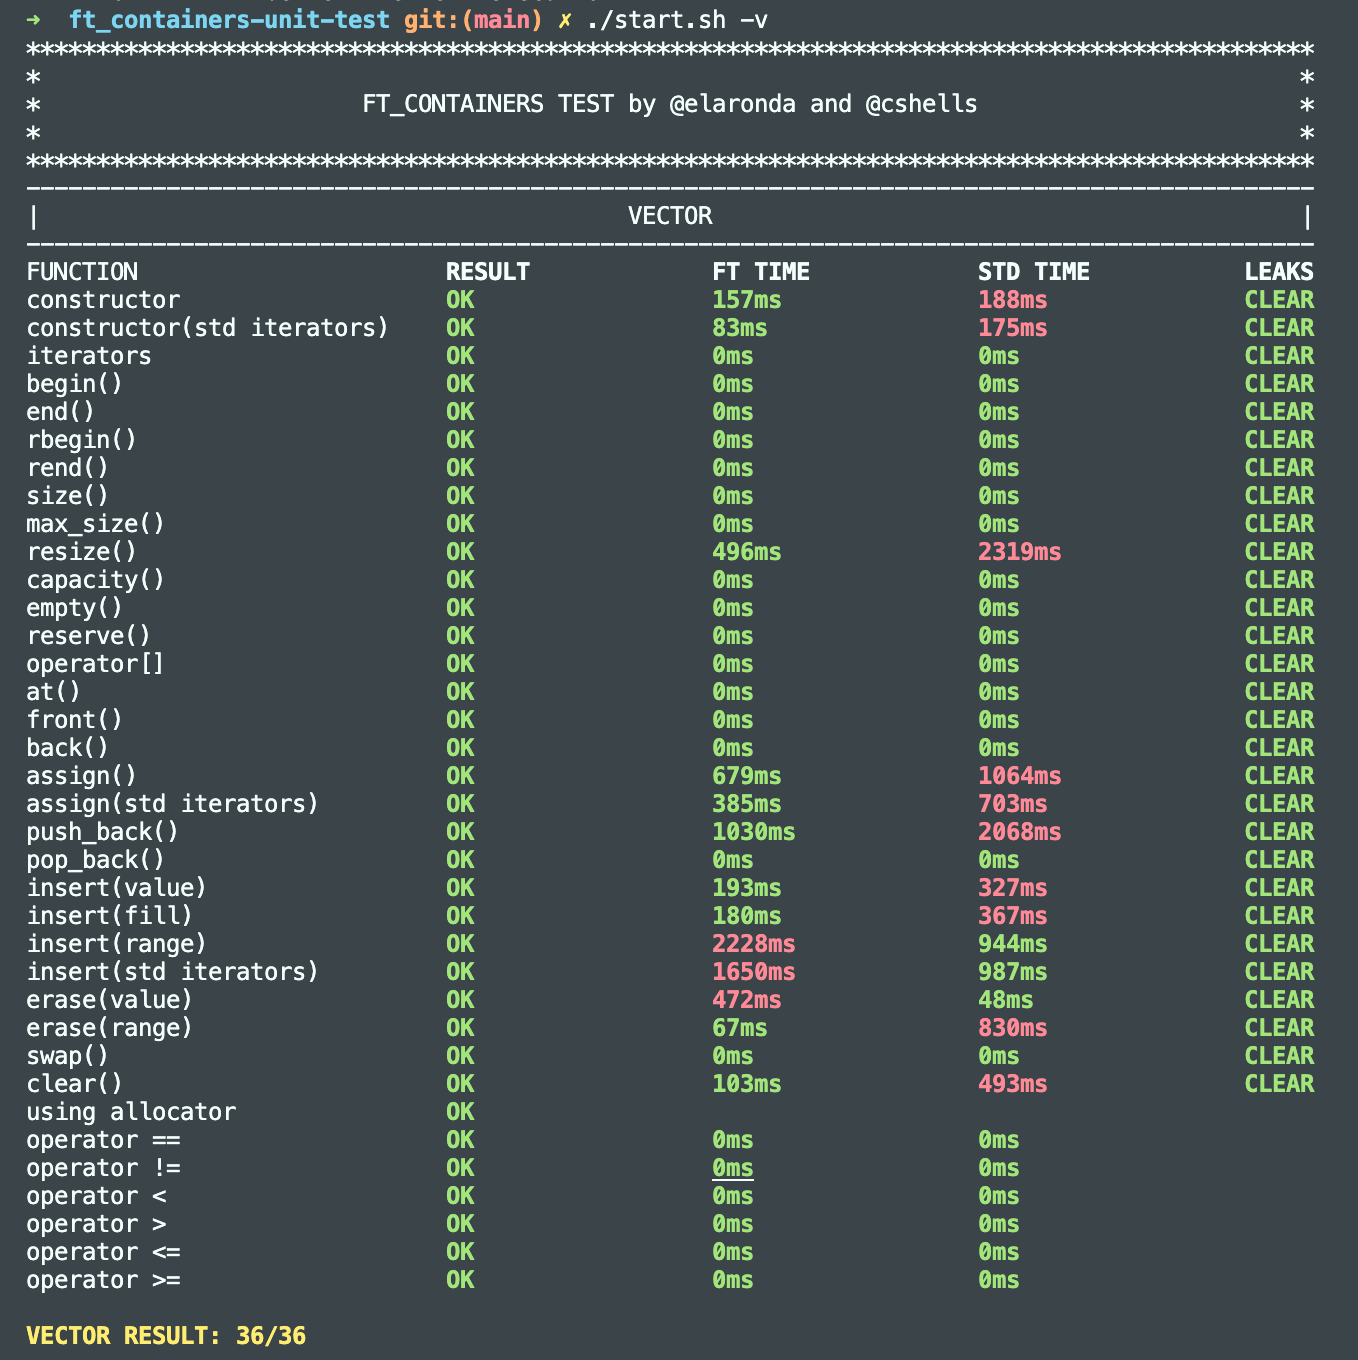 ➜  ft_containers-unit-test git:(main) ✗ ./start.sh -v
********************************************************************************************
*                                                                                          *
*                       FT_CONTAINERS TEST by @elaronda and @cshells                       *
*                                                                                          *
********************************************************************************************
--------------------------------------------------------------------------------------------
|                                          VECTOR                                          |
--------------------------------------------------------------------------------------------
FUNCTION                      RESULT             FT TIME            STD TIME           LEAKS
constructor                   OK                 157ms              188ms              CLEAR
constructor(std iterators)    OK                 83ms               175ms              CLEAR
iterators                     OK                 0ms                0ms                CLEAR
begin()                       OK                 0ms                0ms                CLEAR
end()                         OK                 0ms                0ms                CLEAR
rbegin()                      OK                 0ms                0ms                CLEAR
rend()                        OK                 0ms                0ms                CLEAR
size()                        OK                 0ms                0ms                CLEAR
max_size()                    OK                 0ms                0ms                CLEAR
resize()                      OK                 496ms              2319ms             CLEAR
capacity()                    OK                 0ms                0ms                CLEAR
empty()                       OK                 0ms                0ms                CLEAR
reserve()                     OK                 0ms                0ms                CLEAR
operator[]                    OK                 0ms                0ms                CLEAR
at()                          OK                 0ms                0ms                CLEAR
front()                       OK                 0ms                0ms                CLEAR
back()                        OK                 0ms                0ms                CLEAR
assign()                      OK                 679ms              1064ms             CLEAR
assign(std iterators)         OK                 385ms              703ms              CLEAR
push_back()                   OK                 1030ms             2068ms             CLEAR
pop_back()                    OK                 0ms                0ms                CLEAR
insert(value)                 OK                 193ms              327ms              CLEAR
insert(fill)                  OK                 180ms              367ms              CLEAR
insert(range)                 OK                 2228ms             944ms              CLEAR
insert(std iterators)         OK                 1650ms             987ms              CLEAR
erase(value)                  OK                 472ms              48ms               CLEAR
erase(range)                  OK                 67ms               830ms              CLEAR
swap()                        OK                 0ms                0ms                CLEAR
clear()                       OK                 103ms              493ms              CLEAR
using allocator               OK
operator ==                   OK                 0ms                0ms
operator !=                   OK                 0ms                0ms
operator <                    OK                 0ms                0ms
operator >                    OK                 0ms                0ms
operator <=                   OK                 0ms                0ms
operator >=                   OK                 0ms                0ms
VECTOR RESULT: 36/36